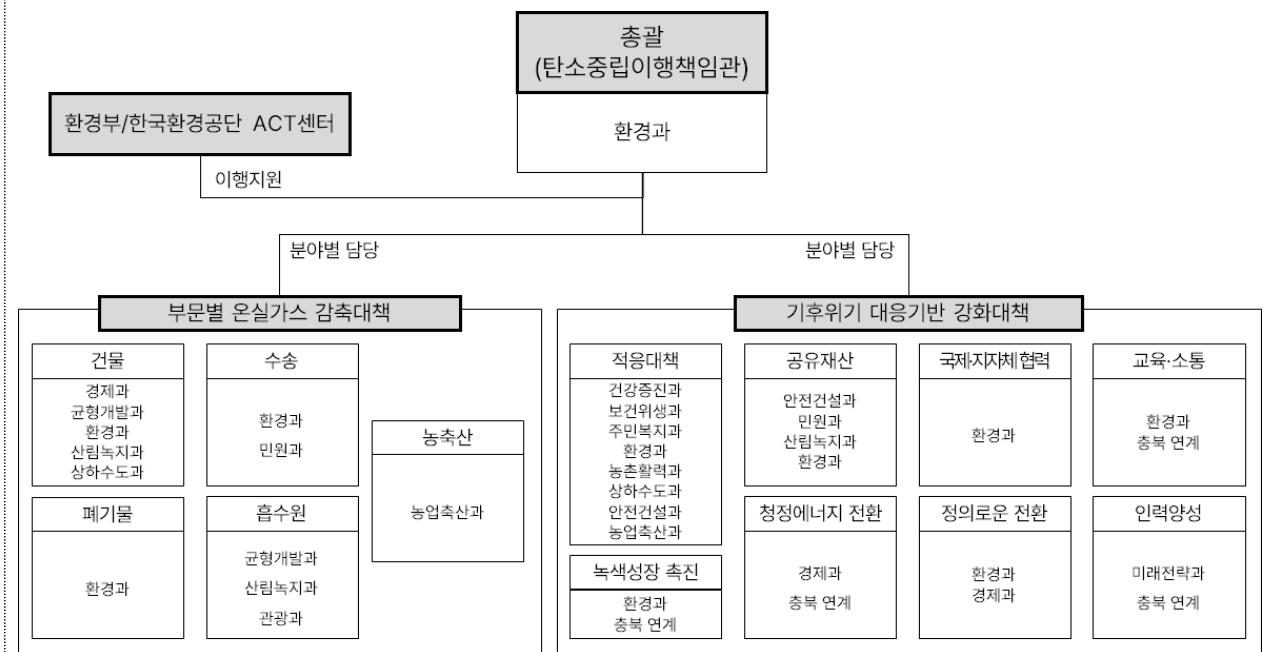 총괄
(탄소중립이행책임관)
환경과
환경부/한국환경공단 ACT센터
이행지원
분야별 담당
분야별 담당
부문별 온실가스 감축대책
건물
경제과
균형개발과
환경과
산림녹지과
상하수도과
수송
환경과
민원과
농축산
농업축산과
폐기물
환경과
흡수원
균형개발과
산림녹지과
관광과
기후위기 대응기반 강화대책
적응대책
건강증진과
보건위생과
주민복지과
환경과
농촌활력과
상하수도과
안전건설과
농업축산과
공유재산
안전건설과
민원과
산림녹지과
환경과
국제·지자체 협력
환경과
교육·소통
환경과
충북 연계
녹색성장 촉진
환경과
충북 연계
청정에너지 전환
경제과
충북 연계
정의로운 전환
환경과
경제과
인력양성
미래전략과
충북 연계